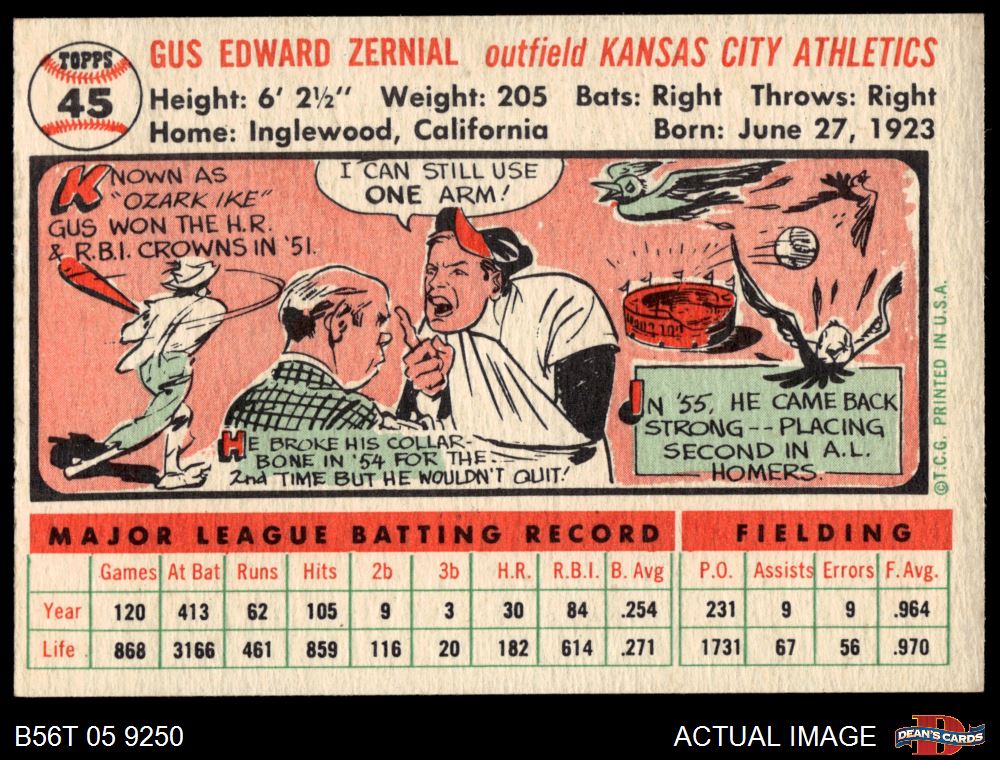 TOPPS
45
GUS EDWARD ZERNIAL outfield KANSAS CITY ATHLETICS
Height: 6' 2½" Weight: 205 Bats: Right Throws: Right
Home: Inglewood, California Born: June 27, 1923
KNOWN AS
"OZARK IKE"
GUS WON THE H.R.
& R.B.I. CROWNS IN '51.
I CAN STILL USE
ONE ARM!
HE BROKE HIS COLLAR-
BONE IN '54 FOR THE
2nd TIME BUT HE WOULDN'T QUIT!
IN '55, HE CAME BACK
STRONG--PLACING
SECOND IN A.L.
HOMERS.
©T.C.G. PRINTED IN U.S.A.
MAJOR LEAGUE BATTING RECORD FIELDING
Games At Bat Runs Hits 2b 3b H.R. R.B.I. B. Avg P.O. Assists Errors F.Avg.
Year 120 413 62 105 9 3 30 84 .254 231 9 9 .964
Life 868 3166 461 859 116 20 182 614 .271 1731 67 56 .970
B56T 05 9250 ACTUAL IMAGE DEAN'S CARDS